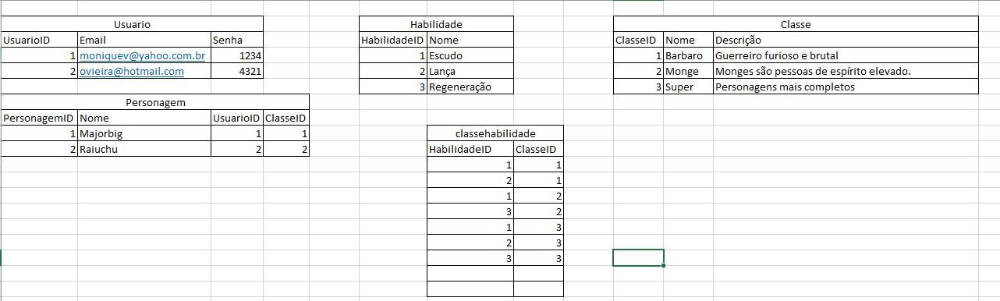 Usuario
UsuarioID Email Senha
1 moniquev@yahoo.com.br 1234
2 ovieira@hotmail.com 4321
Personagem
PersonagemID Nome UsuarioID ClasseID
1 Majorbig 1 1
2 Raiuchu 2 2
Habilidade
HabilidadeID Nome
1 Escudo
2 Lança
3 Regeneração
classehabilidade
HabilidadeID ClasseID
1 1
2 1
1 2
3 2
1 3
2 3
3 3
Classe
ClasseID Nome Descrição
1 Barbaro Guerreiro furioso e brutal
2 Monge Monges são pessoas de espírito elevado.
3 Super Personagens mais completos